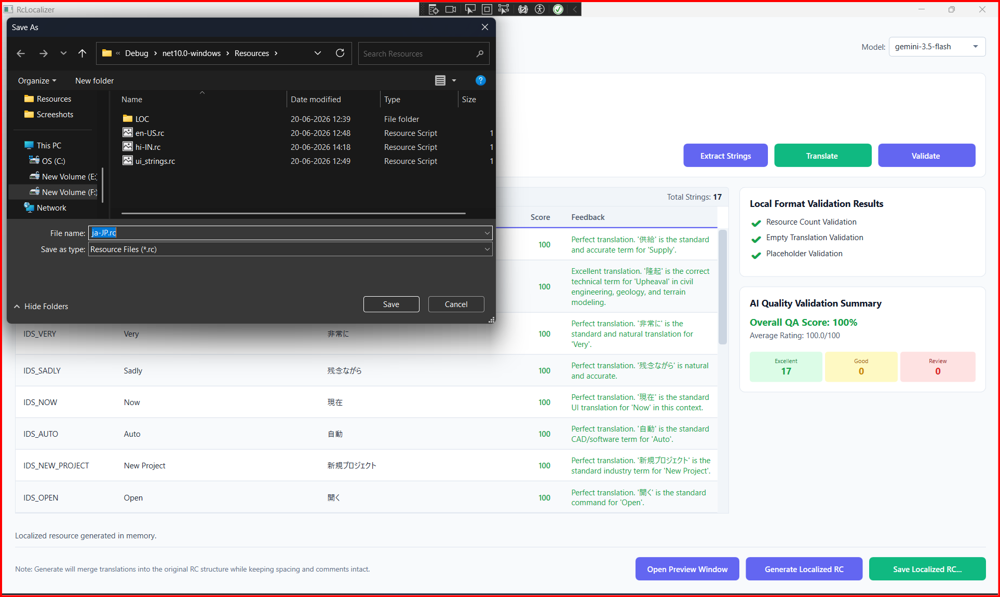 RcLocalizer
Save As
« Debug › net10.0-windows › Resources ›
Search Resources
Model: gemini-3.5-flash
Organize
New folder
?
Resources
Screeshots
This PC
OS (C:)
New Volume (E:)
New Volume (F:)
Network
Name Date modified Type Size
LOC 20-06-2026 12:39 File folder
en-US.rc 20-06-2026 12:48 Resource Script 1
hi-IN.rc 20-06-2026 14:18 Resource Script 1
ui_strings.rc 20-06-2026 12:49 Resource Script 1
File name: ja-JP.rc
Save as type: Resource Files (*.rc)
Hide Folders
Save
Cancel
Extract Strings
Translate
Validate
Total Strings: 17
Score Feedback
100 Perfect translation. '供給' is the standard
and accurate term for 'Supply'.
100 Excellent translation. '隆起' is the correct
technical term for 'Upheaval' in civil
engineering, geology, and terrain
modeling.
IDS_VERY Very 非常に 100 Perfect translation. '非常に' is the
standard and natural translation for
'Very'.
IDS_SADLY Sadly 残念ながら 100 Perfect translation. '残念ながら' is natural
and accurate.
IDS_NOW Now 現在 100 Perfect translation. '現在' is the standard
UI translation for 'Now' in this context.
IDS_AUTO Auto 自動 100 Perfect translation. '自動' is the standard
CAD/software term for 'Auto'.
IDS_NEW_PROJECT New Project 新規プロジェクト 100 Perfect translation. '新規プロジェクト' is the
standard industry term for 'New Project'.
IDS_OPEN Open 開く 100 Perfect translation. '開く' is the standard
command for 'Open'.
Local Format Validation Results
Resource Count Validation
Empty Translation Validation
Placeholder Validation
AI Quality Validation Summary
Overall QA Score: 100%
Average Rating: 100.0/100
Excellent
17
Good
0
Review
0
Localized resource generated in memory.
Note: Generate will merge translations into the original RC structure while keeping spacing and comments intact.
Open Preview Window
Generate Localized RC
Save Localized RC...